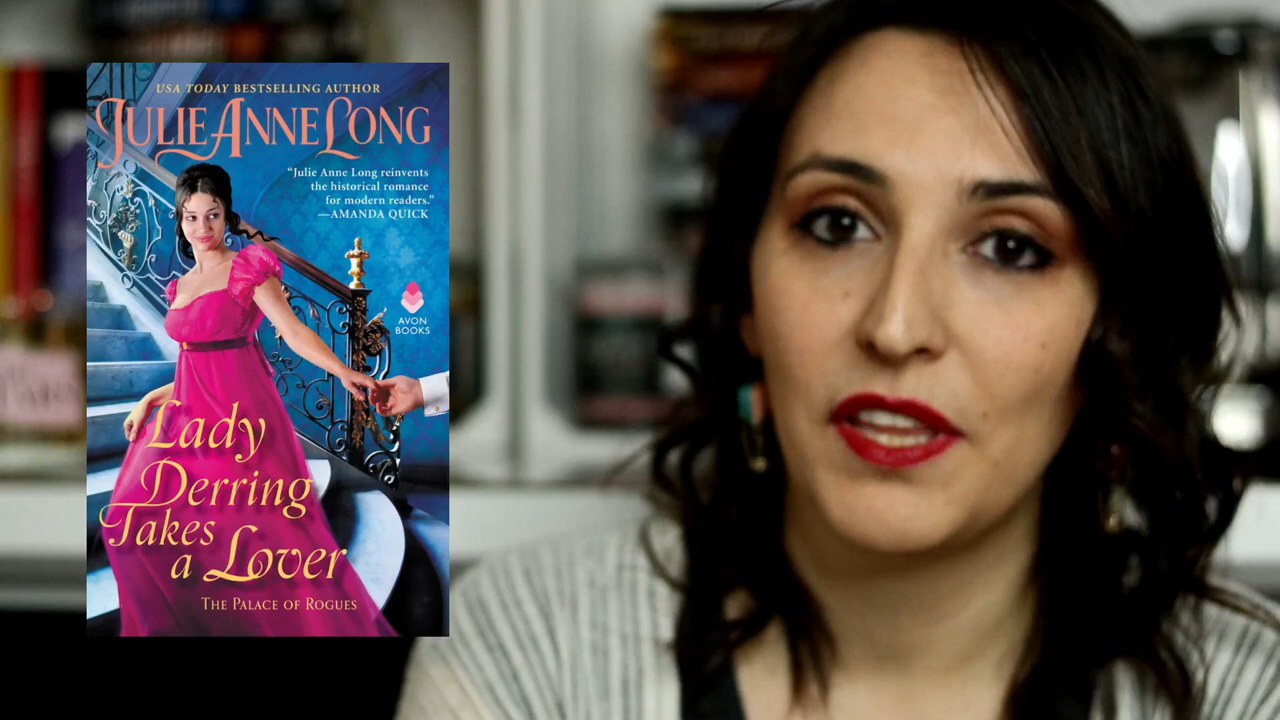 USA TODAY BESTSELLING AUTHOR
JULIE ANNE LONG
“Julie Anne Long reinvents
the historical romance
for modern readers.”
—AMANDA QUICK
AVON
BOOKS
Lady
Derring
Takes
a Lover
THE PALACE OF ROGUES